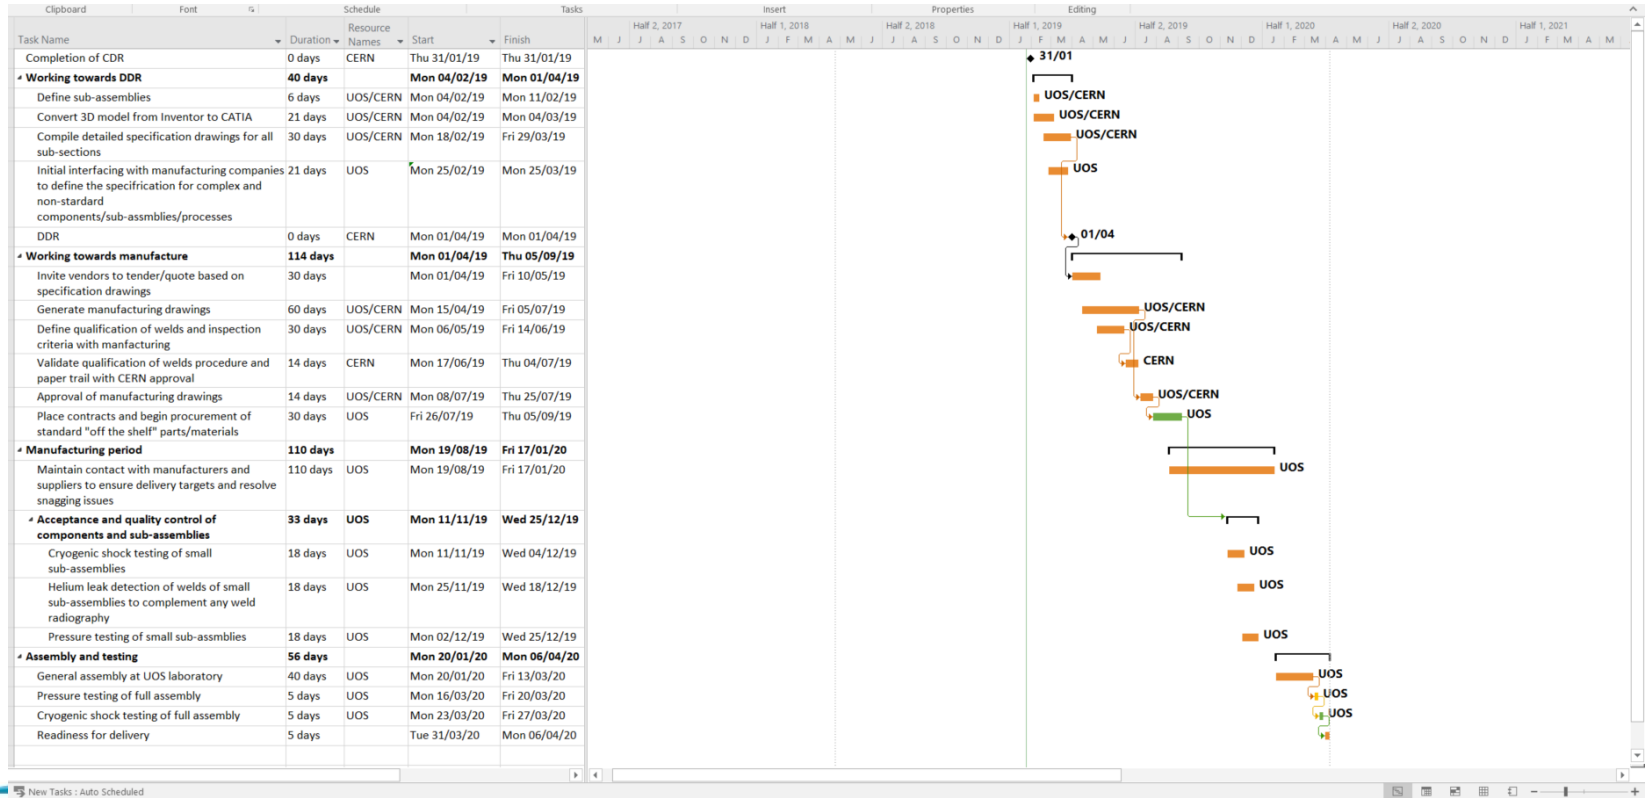 Clipboard Font Schedule Tasks Insert Properties Editing
Half 2, 2017 Half 1, 2018 Half 2, 2018 Half 1, 2019 Half 2, 2019 Half 1, 2020 Half 2, 2020 Half 1, 2021
Task Name Duration Resource Names Start Finish
M J J A S O N D J F M A M J J A S O N D J F M A M J J A S O N D J F M A M J J A S O N D J F M A M
Completion of CDR 0 days CERN Thu 31/01/19 Thu 31/01/19 31/01
Working towards DDR 40 days Mon 04/02/19 Mon 01/04/19
Define sub-assemblies 6 days UOS/CERN Mon 04/02/19 Mon 11/02/19 UOS/CERN
Convert 3D model from Inventor to CATIA 21 days UOS/CERN Mon 04/02/19 Mon 04/03/19 UOS/CERN
Compile detailed specification drawings for all 30 days UOS/CERN Mon 18/02/19 Fri 29/03/19 UOS/CERN
sub-sections
Initial interfacing with manufacturing companies 21 days UOS Mon 25/02/19 Mon 25/03/19 UOS
to define the specifrication for complex and
non-stardard
components/sub-assmblies/processes
DDR 0 days CERN Mon 01/04/19 Mon 01/04/19 01/04
Working towards manufacture 114 days Mon 01/04/19 Thu 05/09/19
Invite vendors to tender/quote based on 30 days Mon 01/04/19 Fri 10/05/19
specification drawings
Generate manufacturing drawings 60 days UOS/CERN Mon 15/04/19 Fri 05/07/19 UOS/CERN
Define qualification of welds and inspection 30 days UOS/CERN Mon 06/05/19 Fri 14/06/19 UOS/CERN
criteria with manfacturing
Validate qualification of welds procedure and 14 days CERN Mon 17/06/19 Thu 04/07/19 CERN
paper trail with CERN approval
Approval of manufacturing drawings 14 days UOS/CERN Mon 08/07/19 Thu 25/07/19 UOS/CERN
Place contracts and begin procurement of 30 days UOS Fri 26/07/19 Thu 05/09/19 UOS
standard "off the shelf" parts/materials
Manufacturing period 110 days Mon 19/08/19 Fri 17/01/20
Maintain contact with manufacturers and 110 days UOS Mon 19/08/19 Fri 17/01/20 UOS
suppliers to ensure delivery targets and resolve
snagging issues
Acceptance and quality control of 33 days UOS Mon 11/11/19 Wed 25/12/19
components and sub-assemblies
Cryogenic shock testing of small 18 days UOS Mon 11/11/19 Wed 04/12/19 UOS
sub-assemblies
Helium leak detection of welds of small 18 days UOS Mon 25/11/19 Wed 18/12/19 UOS
sub-assemblies to complement any weld
radiography
Pressure testing of small sub-assmblies 18 days UOS Mon 02/12/19 Wed 25/12/19 UOS
Assembly and testing 56 days Mon 20/01/20 Mon 06/04/20
General assembly at UOS laboratory 40 days UOS Mon 20/01/20 Fri 13/03/20 UOS
Pressure testing of full assembly 5 days UOS Mon 16/03/20 Fri 20/03/20 UOS
Cryogenic shock testing of full assembly 5 days UOS Mon 23/03/20 Fri 27/03/20 UOS
Readiness for delivery 5 days Tue 31/03/20 Mon 06/04/20
New Tasks : Auto Scheduled